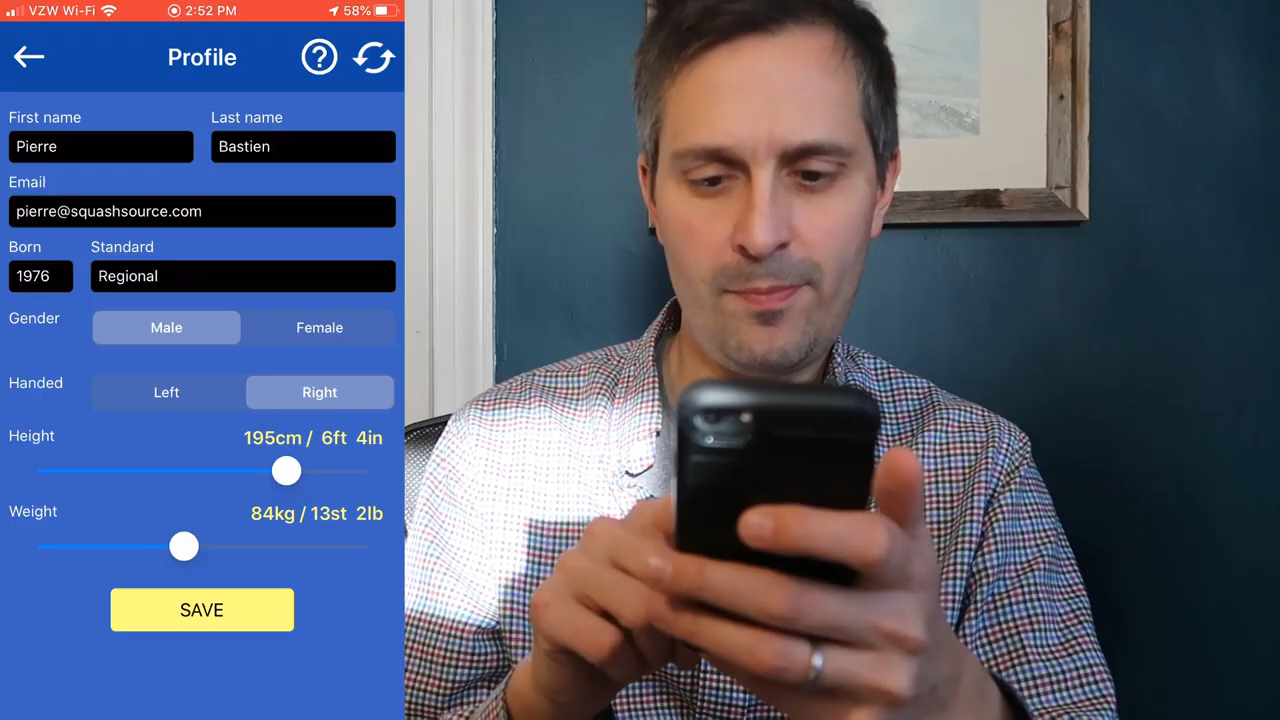 VZW Wi-Fi 2:52 PM 58%
Profile
First name Last name
Pierre Bastien
Email
pierre@squashsource.com
Born Standard
1976 Regional
Gender Male Female
Handed Left Right
Height 195cm / 6ft 4in
Weight 84kg / 13st 2lb
SAVE